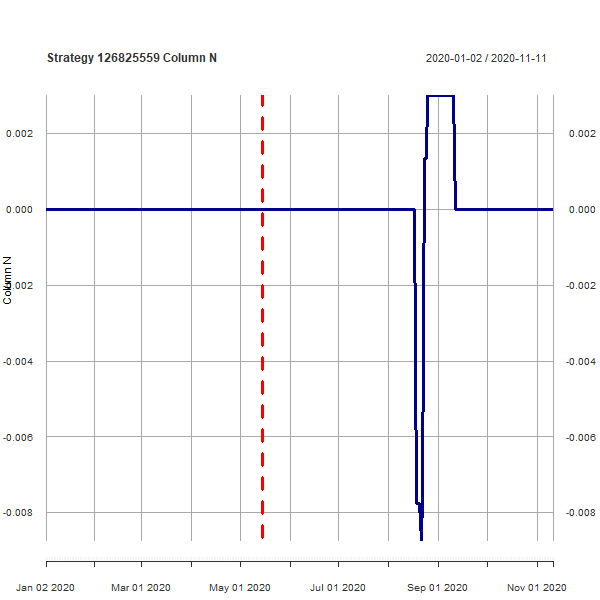 Strategy 126825559 Column N
2020-01-02 / 2020-11-11
0.002 0.002
0.000 0.000
-0.002 -0.002
-0.004 -0.004
-0.006 -0.006
-0.008 -0.008
Column N
Jan 02 2020 Mar 01 2020 May 01 2020 Jul 01 2020 Sep 01 2020 Nov 01 2020